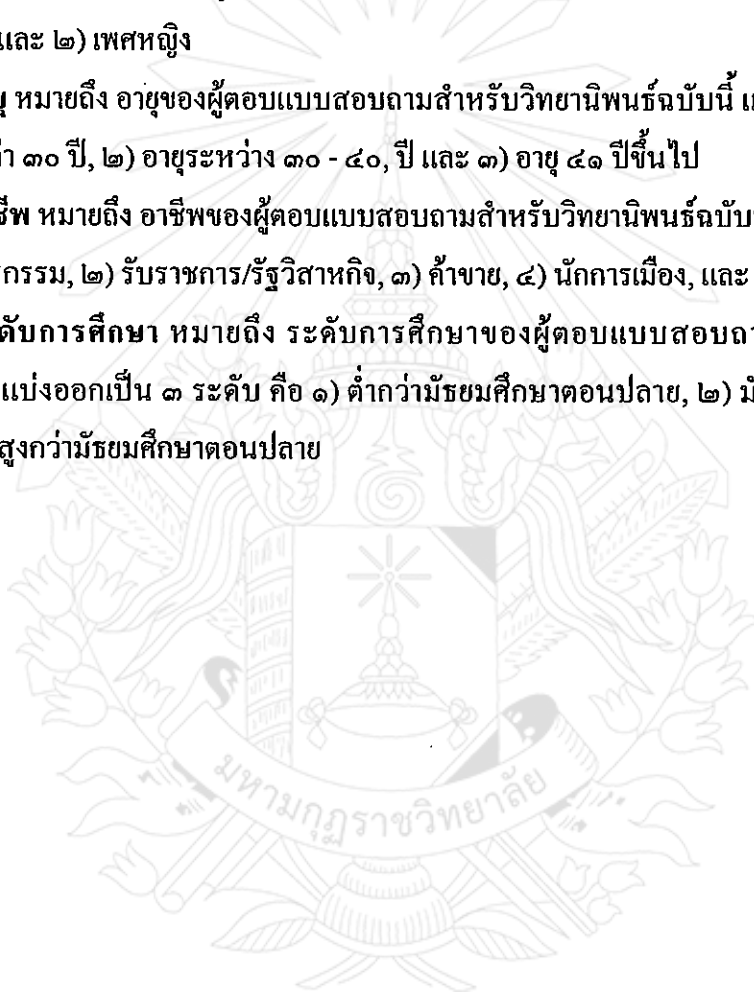 และ ๒) เพศหญิง
ุ หมายถึง อายุของผู้ตอบแบบสอบถามสำหรับวิทยานิพนธ์ฉบับนี้
๓๐ ปี, ๒) อายุระหว่าง ๓๐ - ๔๐, ปี และ ๓) อายุ ๔๑ ปีขึ้นไป
ชีพ หมายถึง อาชีพของผู้ตอบแบบสอบถามสำหรับวิทยานิพนธ์ฉบับ
กรรม, ๒) รับราชการ/รัฐวิสาหกิจ, ๓) ค้าขาย, ๔) นักการเมือง, และ
ดับการศึกษา หมายถึง ระดับการศึกษาของผู้ตอบแบบสอบถา
แบ่งออกเป็น ๓ ระดับ คือ ๑) ต่ำกว่ามัธยมศึกษาตอนปลาย, ๒) มั
สูงกว่ามัธยมศึกษาตอนปลาย
มหามกุฏราชวิทยาลัย